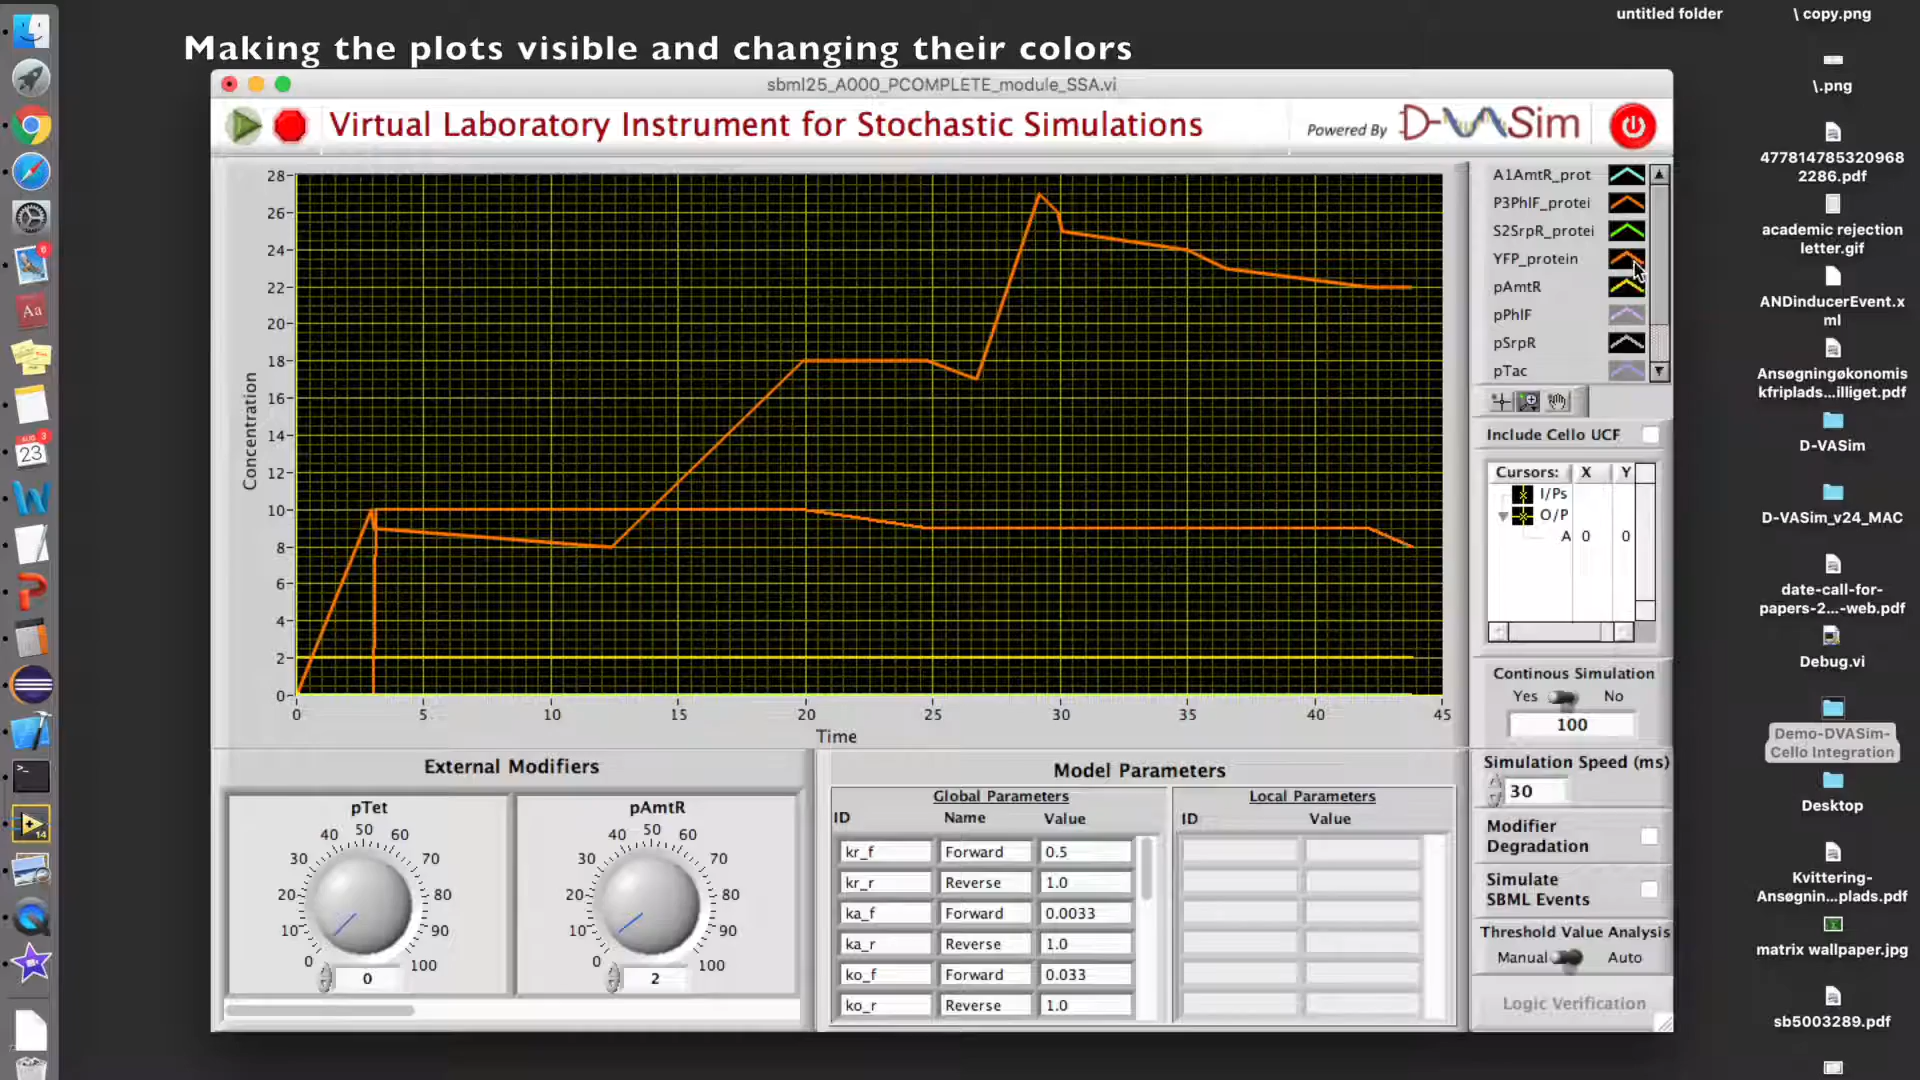 untitled folder
\ copy.png
Making the plots visible and changing their colors
sbml25_A000_PCOMPLETE_module_SSA.vi
\.png
Virtual Laboratory Instrument for Stochastic Simulations
Powered By
D-VASim
477814785320968
2286.pdf
academic rejection
letter.gif
ANDinducerEvent.x
ml
Ansøgningøkonomis
kfriplads...illiget.pdf
D-VASim
D-VASim_v24_MAC
date-call-for-
papers-2...-web.pdf
Debug.vi
Demo-DVASim-
Cello Integration
Desktop
Kvittering-
Ansøgnin...plads.pdf
matrix wallpaper.jpg
sb5003289.pdf
6
Aa
AUG 3
23
W
P
>_
14
Concentration
28
26
24
22
20
18
16
14
12
10
8
6
4
2
0
0 5 10 15 20 25 30 35 40 45
Time
A1AmtR_prot
P3PhlF_protei
S2SrpR_protei
YFP_protein
pAmtR
pPhlF
pSrpR
pTac
Include Cello UCF
Cursors: X Y
I/Ps
O/P
A 0 0
Continous Simulation
Yes No
100
Simulation Speed (ms)
30
Modifier
Degradation
Simulate
SBML Events
Threshold Value Analysis
Manual Auto
Logic Verification
External Modifiers
pTet
0 10 20 30 40 50 60 70 80 90 100
0
pAmtR
0 10 20 30 40 50 60 70 80 90 100
2
Model Parameters
Global Parameters
ID Name Value
kr_f Forward 0.5
kr_r Reverse 1.0
ka_f Forward 0.0033
ka_r Reverse 1.0
ko_f Forward 0.033
ko_r Reverse 1.0
Local Parameters
ID Value